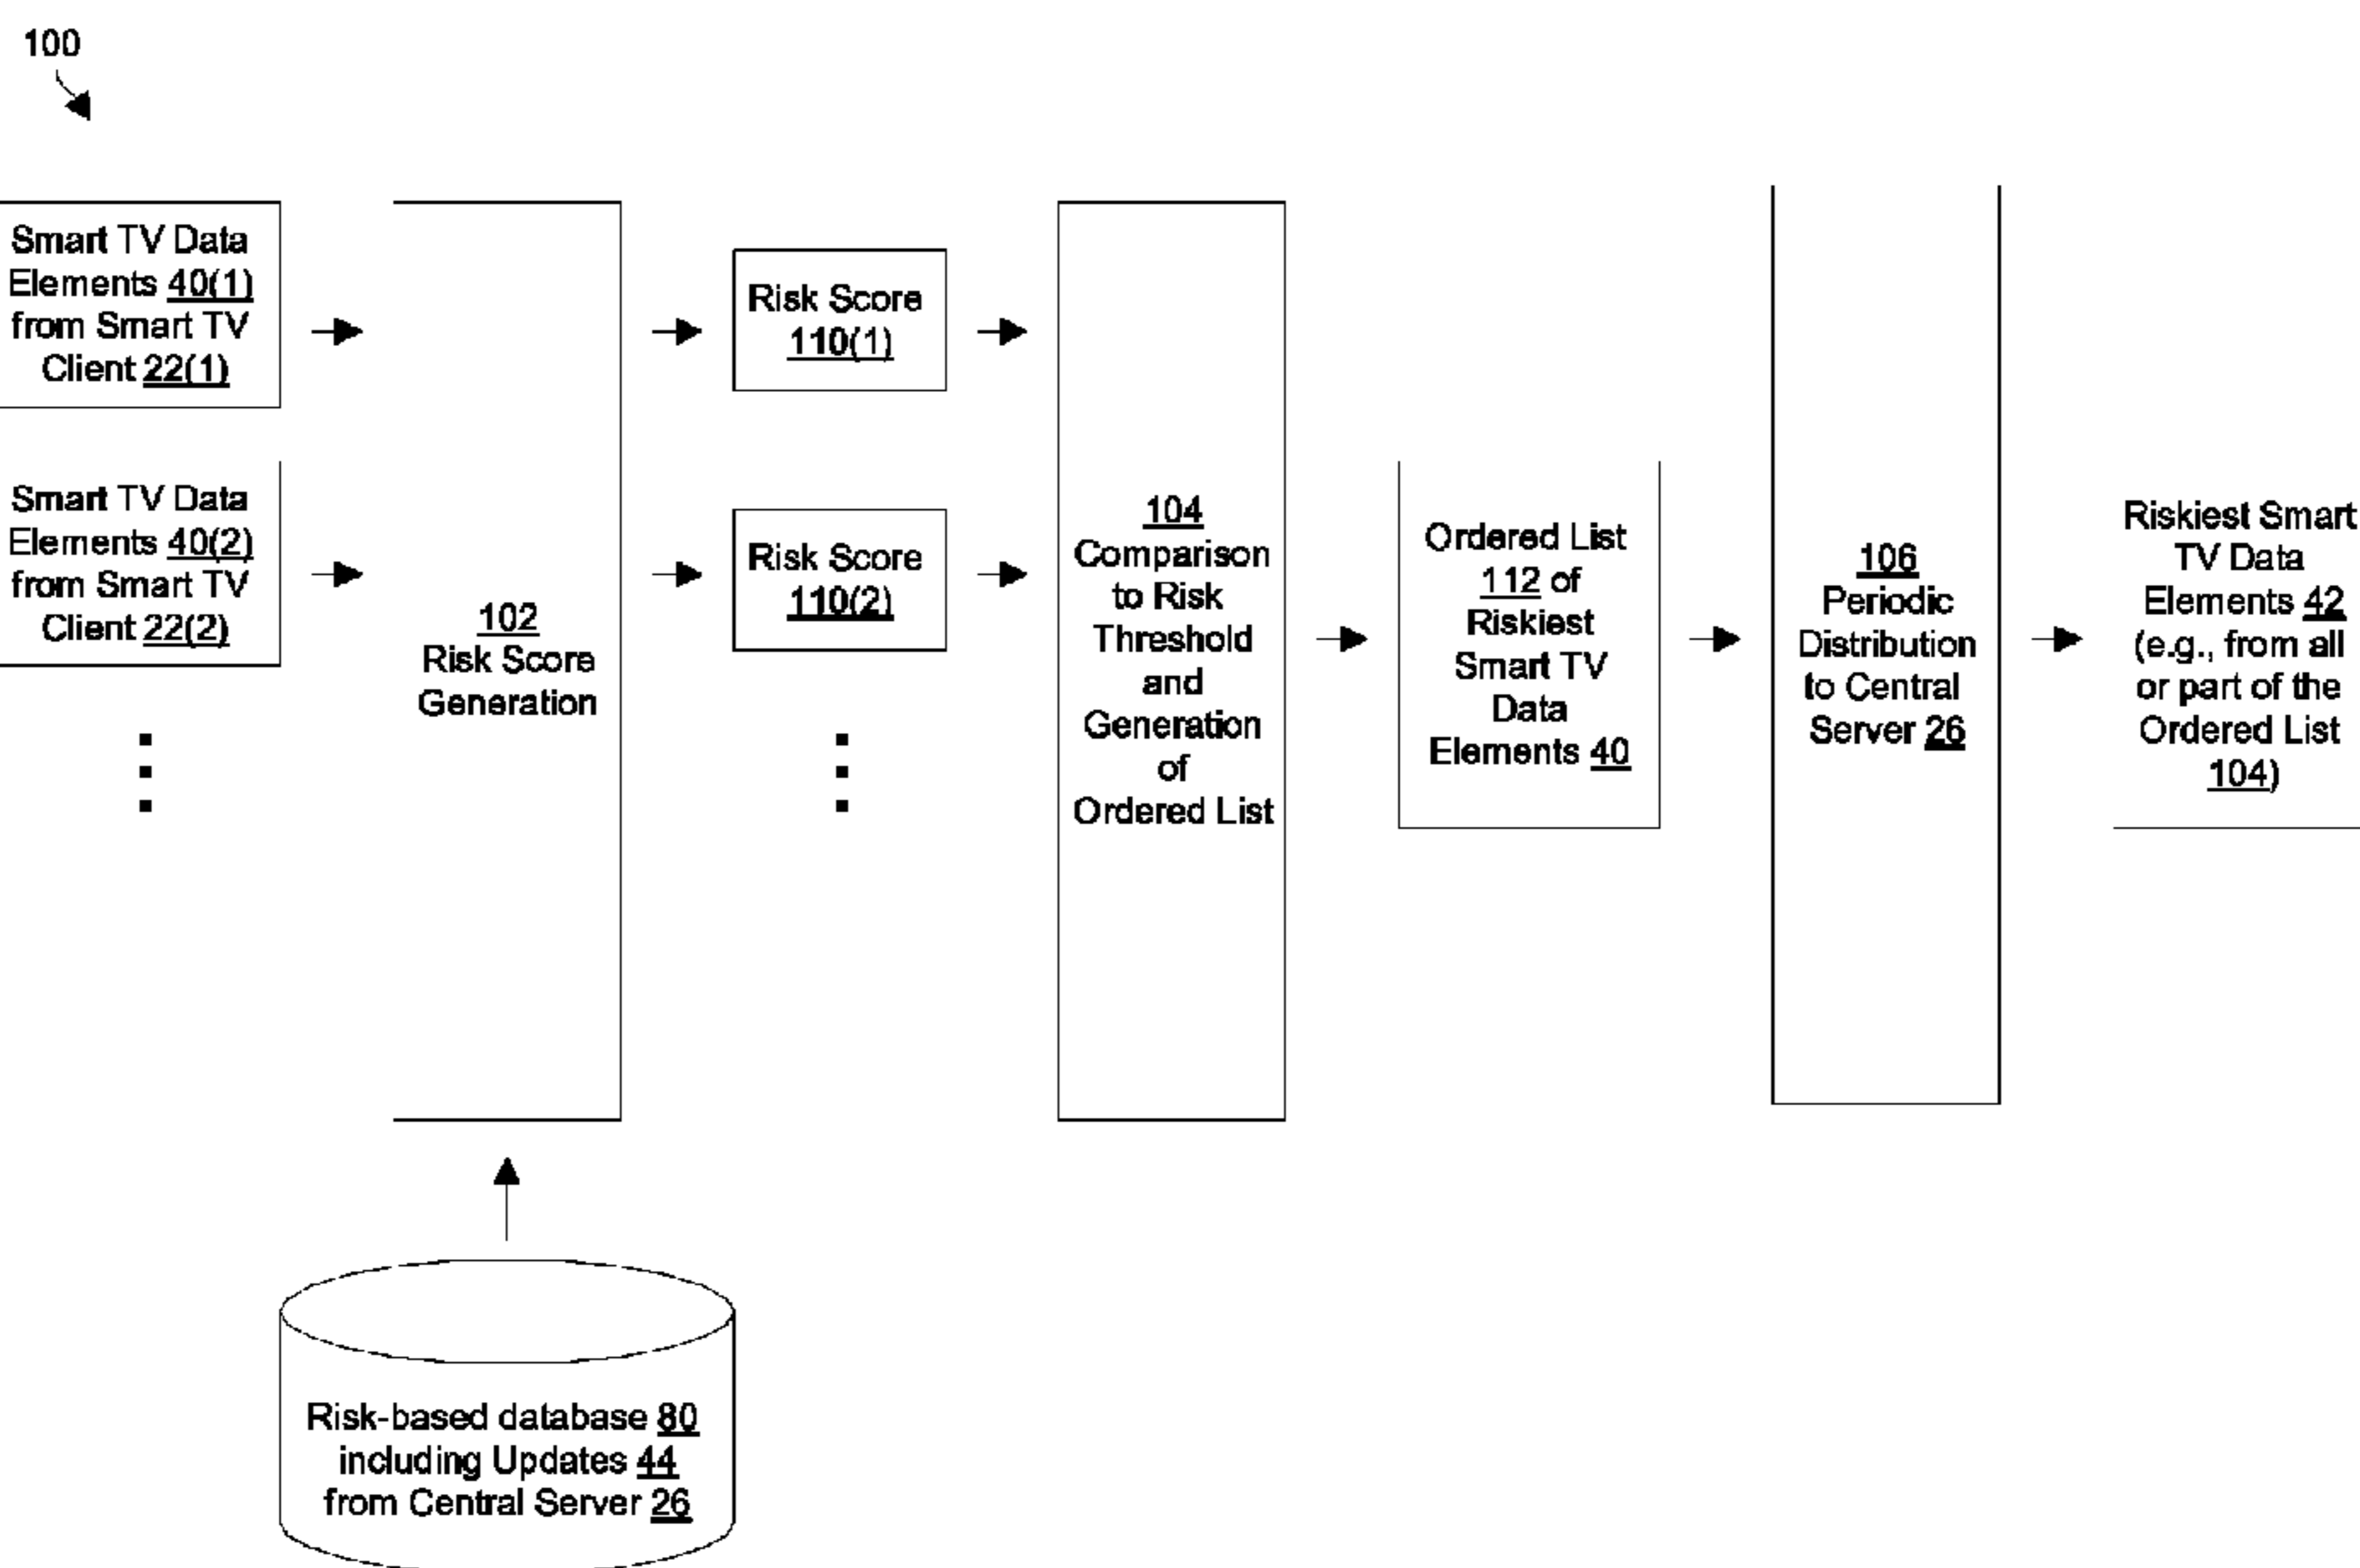 100
Smart TV Data
Elements 40(1)
from Smart TV
Client 22(1)
Smart TV Data
Elements 40(2)
from Smart TV
Client 22(2)
102
Risk Score
Generation
Risk Score
110(1)
Risk Score
110(2)
104
Comparison
to Risk
Threshold
and
Generation
of
Ordered List
Ordered List
112 of
Riskiest
Smart TV
Data
Elements 40
106
Periodic
Distribution
to Central
Server 26
Riskiest Smart
TV Data
Elements 42
(e.g., from all
or part of the
Ordered List
104)
Risk-based database 80
including Updates 44
from Central Server 26